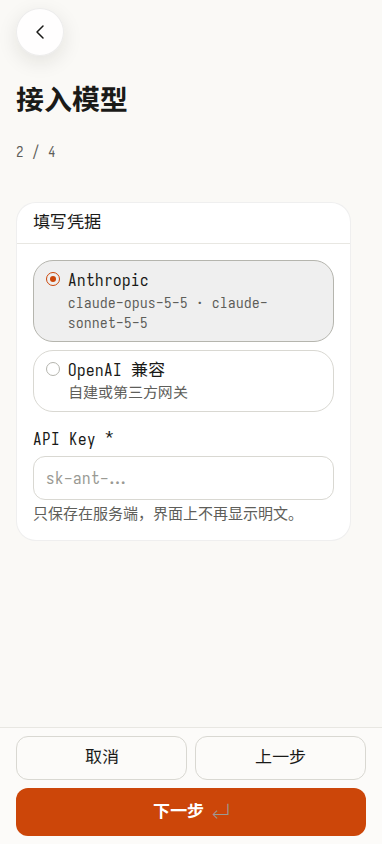 接入模型
2 / 4
填写凭据
Anthropic
claude-opus-5-5 · claude-
sonnet-5-5
OpenAI 兼容
自建或第三方网关
API Key *
sk-ant-...
只保存在服务端，界面上不再显示明文。
取消
上一步
下一步